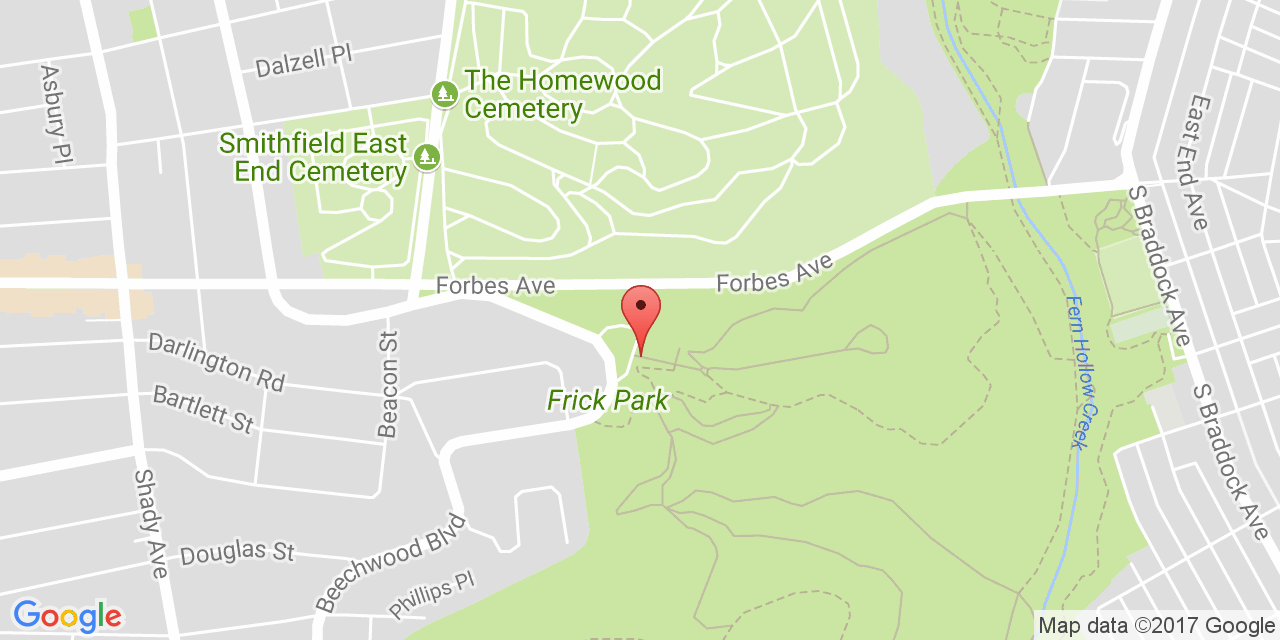 Dalzell Pl
Asbury Pl
The Homewood
Cemetery
Smithfield East
End Cemetery
East End Ave
S Braddock Ave
Forbes Ave
Forbes Ave
Fern Hollow Creek
Darlington Rd
Beacon St
Bartlett St
Frick Park
S Braddock Ave
Shady Ave
Douglas St
Beechwood Blvd
Phillips Pl
Google
Map data ©2017 Google